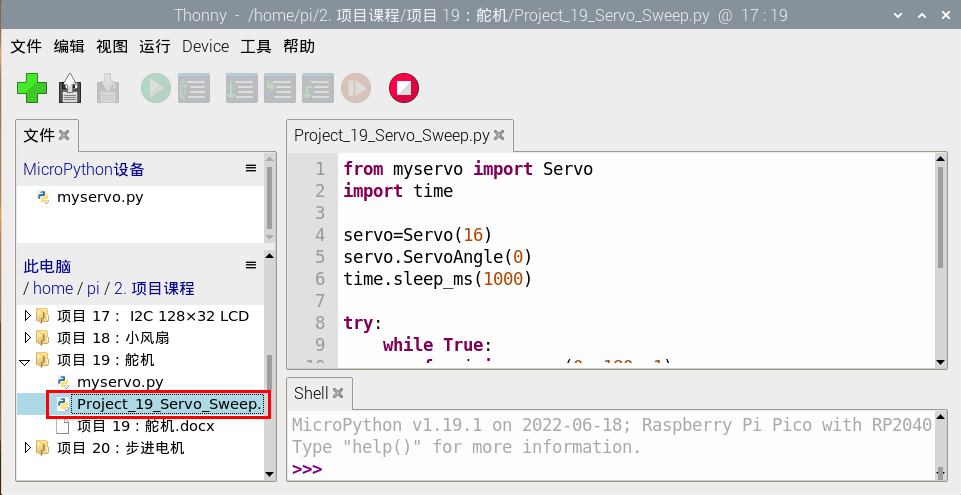 Thonny - /home/pi/2. 项目课程/项目 19：舵机/Project_19_Servo_Sweep.py @ 17 : 19
文件 编辑 视图 运行 Device 工具 帮助
文件
MicroPython设备
myservo.py
此电脑
/ home / pi / 2. 项目课程
项目 17： I2C 128×32 LCD
项目 18：小风扇
项目 19：舵机
myservo.py
Project_19_Servo_Sweep.
项目 19：舵机.docx
项目 20：步进电机
Project_19_Servo_Sweep.py
1 from myservo import Servo
2 import time
3
4 servo=Servo(16)
5 servo.ServoAngle(0)
6 time.sleep_ms(1000)
7
8 try:
9 while True:
Shell
MicroPython v1.19.1 on 2022-06-18; Raspberry Pi Pico with RP2040
Type "help()" for more information.
>>>